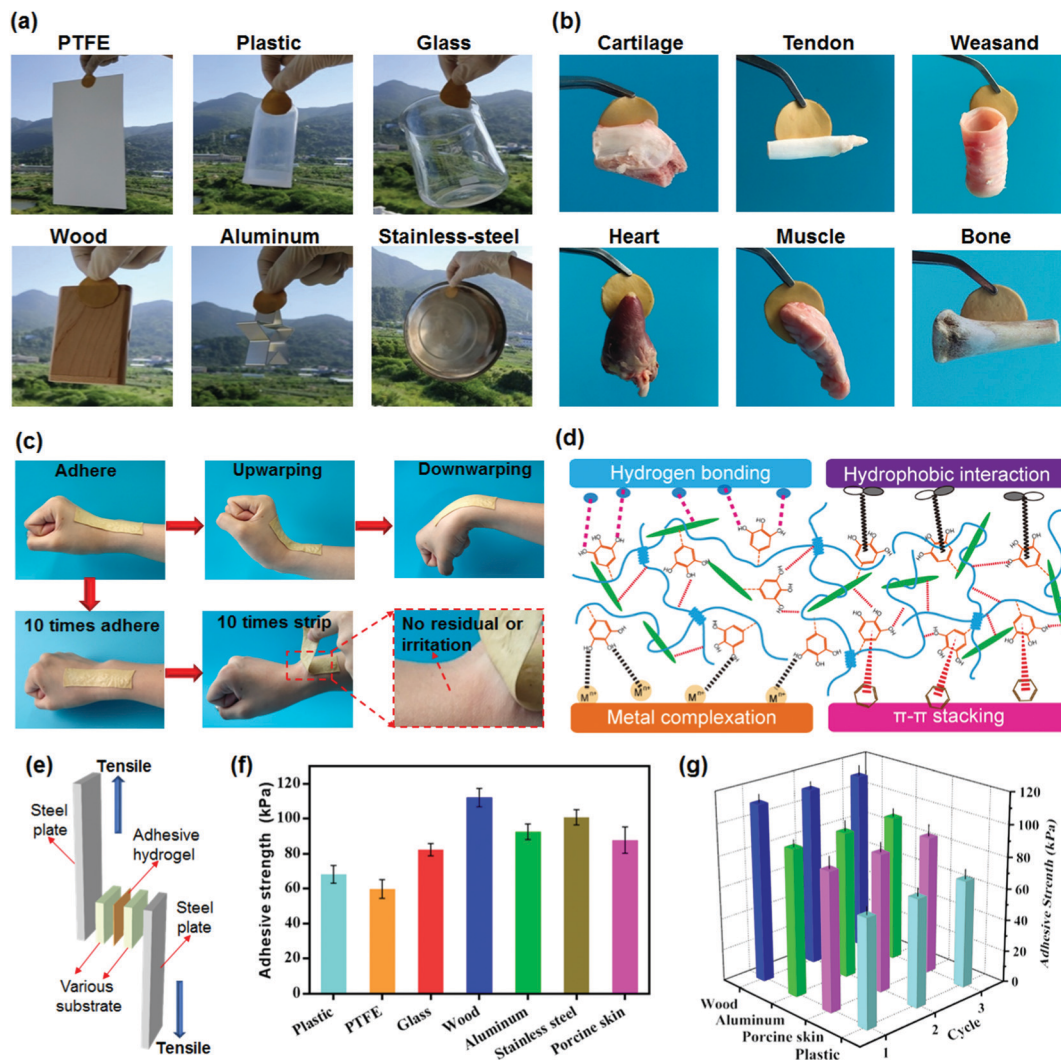 (a)
PTFE
Plastic
Glass
Wood
Aluminum
Stainless-steel
(b)
Cartilage
Tendon
Weasand
Heart
Muscle
Bone
(c)
Adhere
Upwarping
Downwarping
10 times adhere
10 times strip
No residual or
irritation
(d)
Hydrogen bonding
Hydrophobic interaction
Metal complexation
π-π stacking
(e)
Tensile
Steel
plate
Adhesive
hydrogel
Steel
plate
Various
substrate
Tensile
(f)
Adhesive strength (kPa)
120
100
80
60
40
20
0
Plastic
PTFE
Glass
Wood
Aluminum
Stainless steel
Porcine skin
(g)
Adhesive Strength (kPa)
120
100
80
60
40
20
0
Wood
Aluminum
Porcine skin
Plastic
1
2
3
Cycle